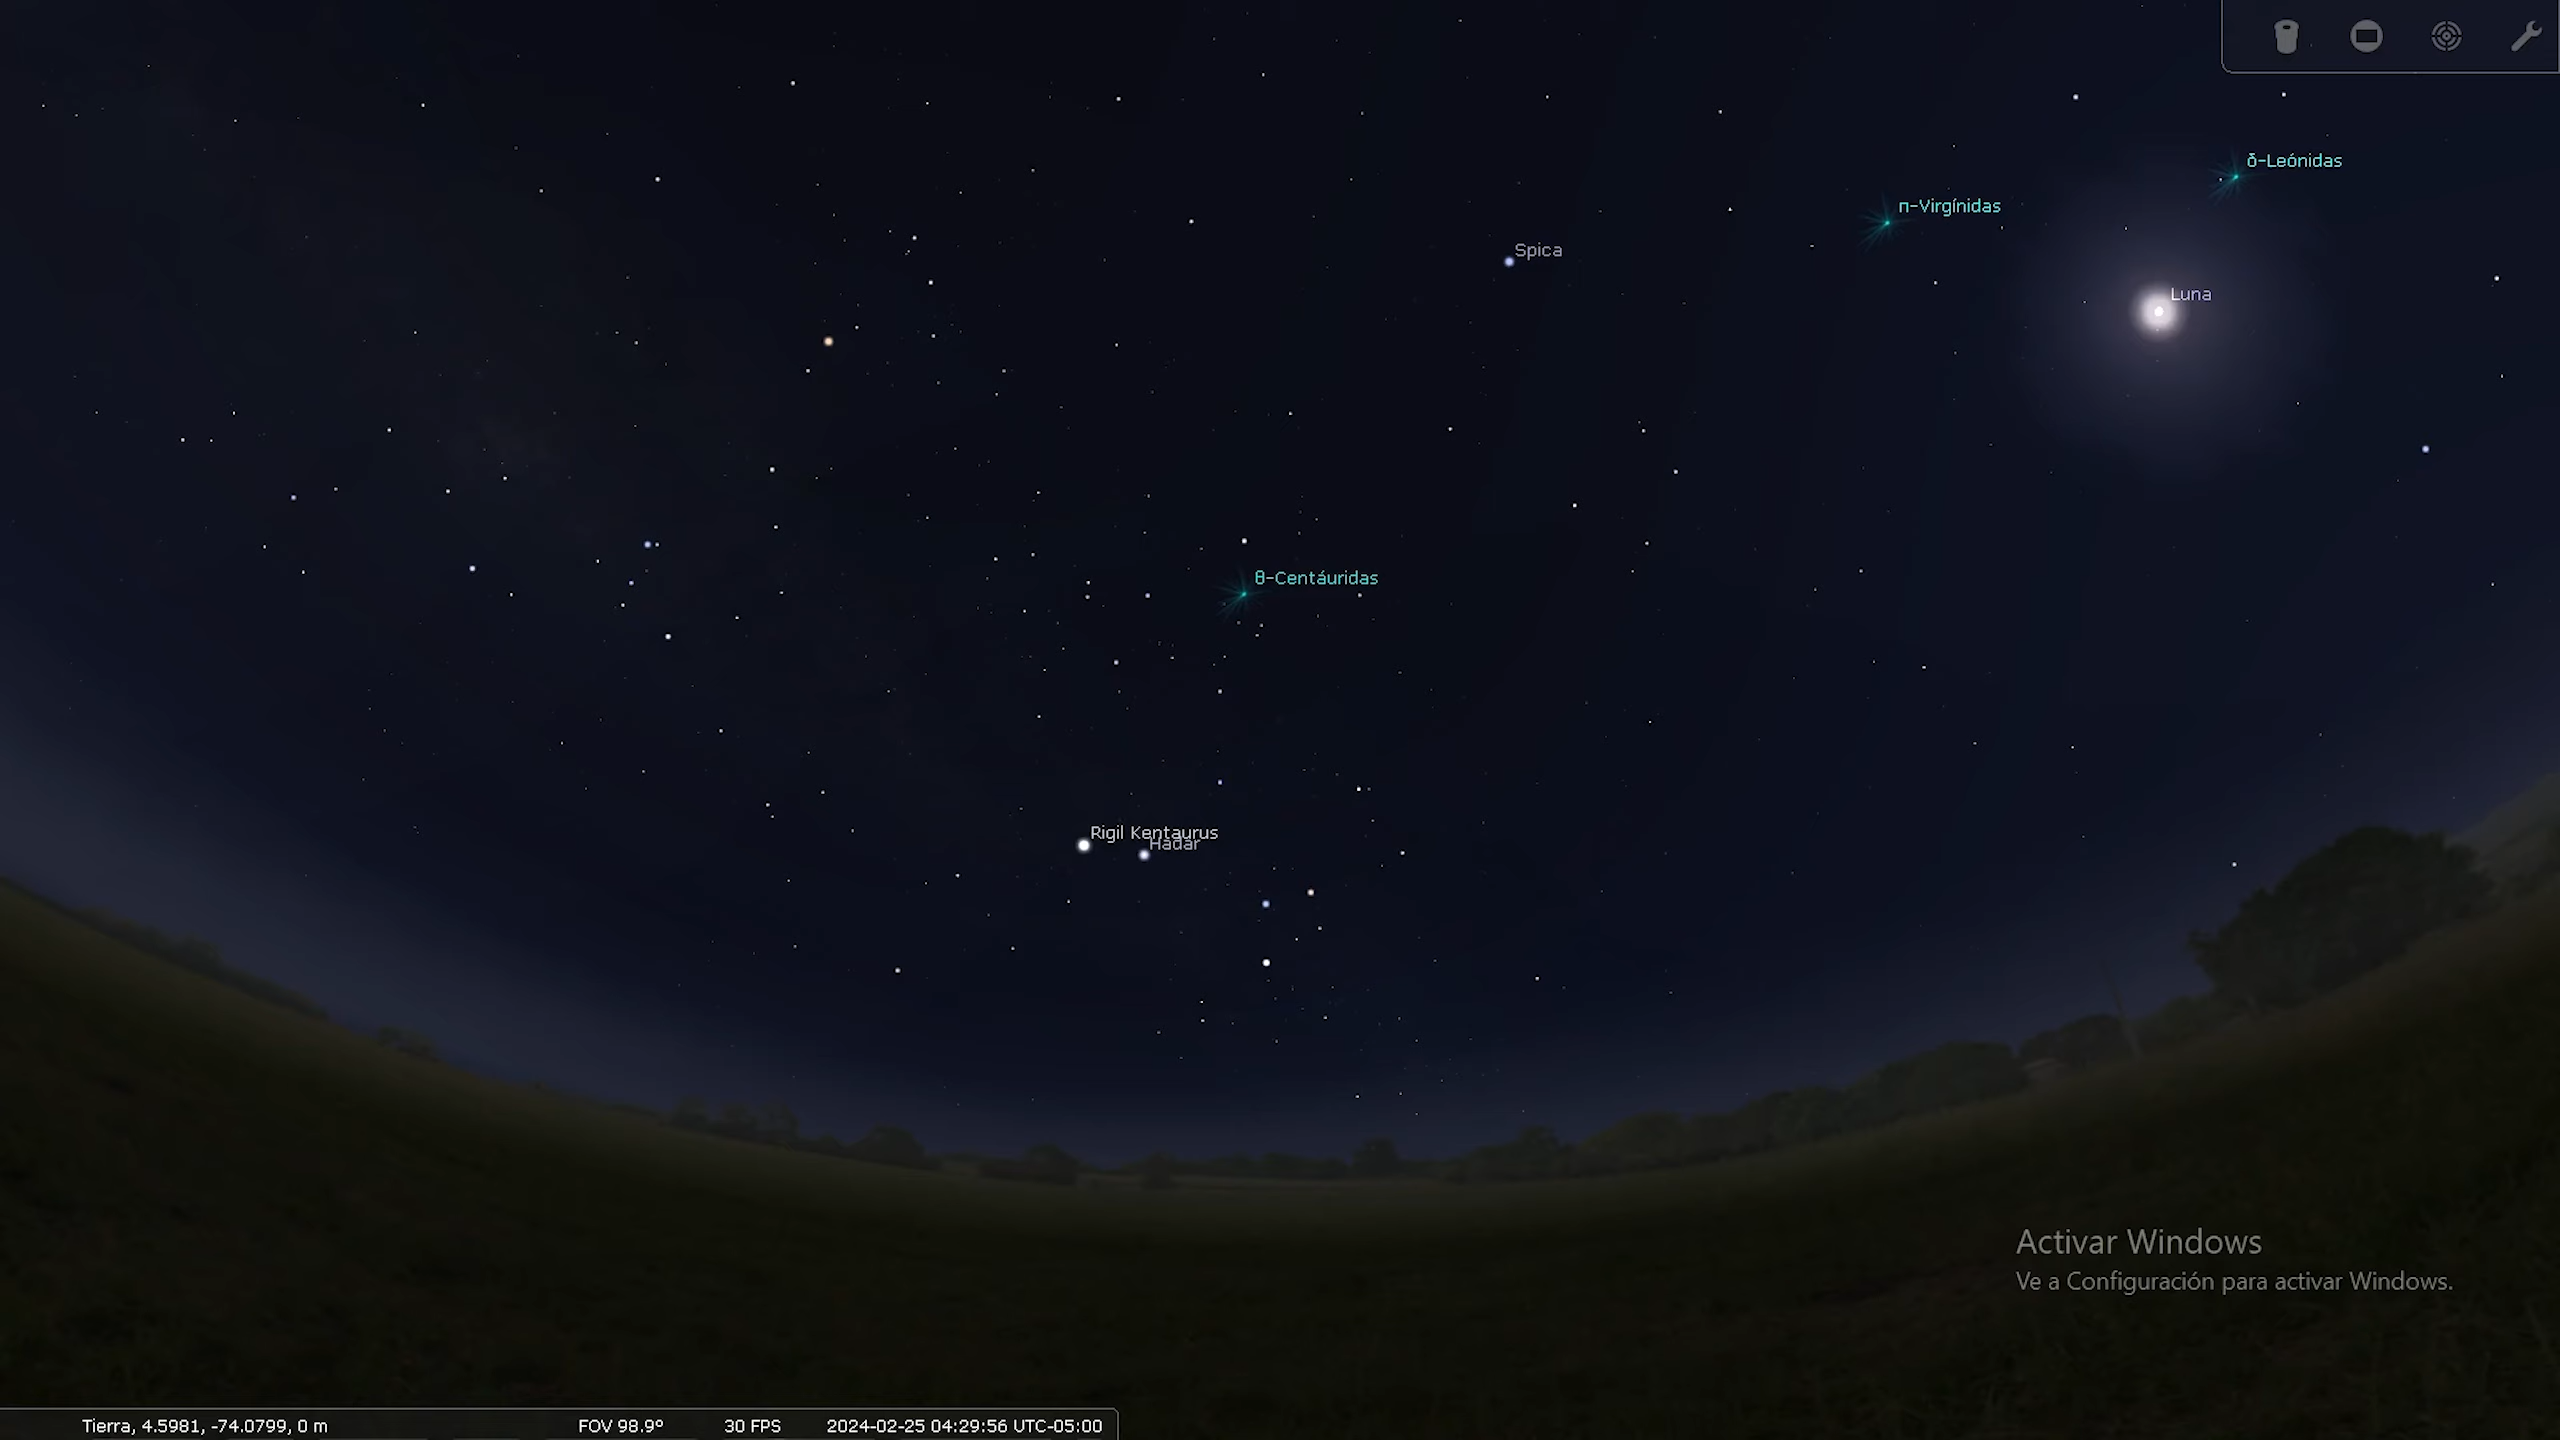 δ-Leónidas
π-Virgínidas
Spica
Luna
θ-Centáuridas
Rigil Kentaurus
Hadar
Activar Windows
Ve a Configuración para activar Windows.
Tierra, 4.5981, -74.0799, 0 m FOV 98.9° 30 FPS 2024-02-25 04:29:56 UTC-05:00